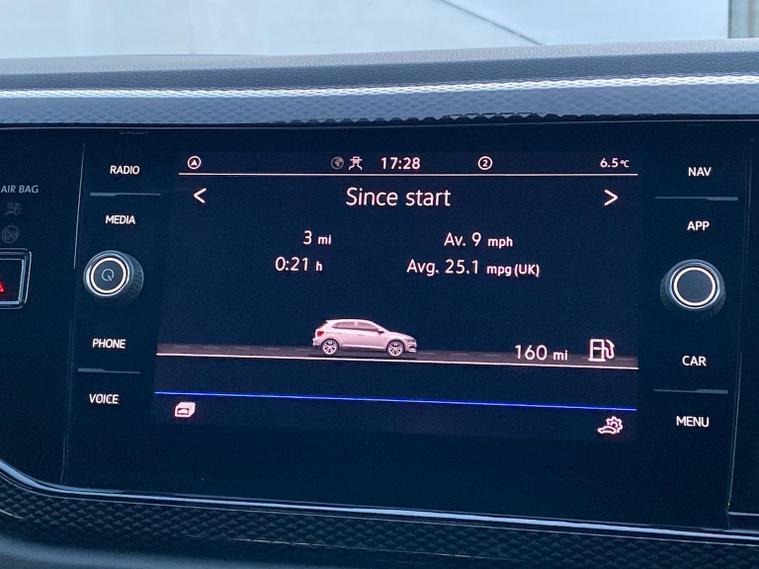 RADIO
17:28
2
6.5°C
NAV
AIR BAG
< Since start >
MEDIA
APP
3 mi
Av. 9 mph
0:21 h
Avg. 25.1 mpg (UK)
PHONE
160 mi
CAR
VOICE
MENU